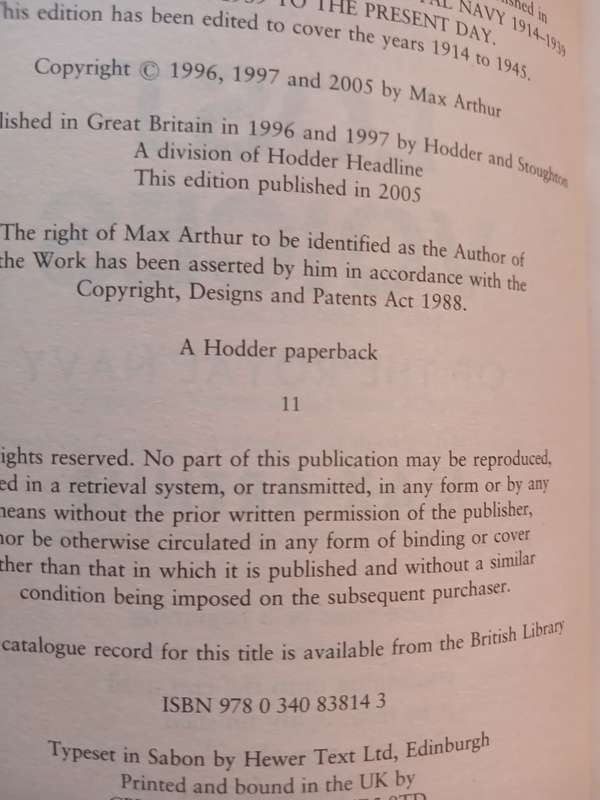 NAVY 1914–1939
TO THE PRESENT DAY.
This edition has been edited to cover the years 1914 to 1945.
Copyright © 1996, 1997 and 2005 by Max Arthur
lished in Great Britain in 1996 and 1997 by Hodder and Stoughton
A division of Hodder Headline
This edition published in 2005
The right of Max Arthur to be identified as the Author of
the Work has been asserted by him in accordance with the
Copyright, Designs and Patents Act 1988.
A Hodder paperback
11
ights reserved. No part of this publication may be reproduced,
ed in a retrieval system, or transmitted, in any form or by any
means without the prior written permission of the publisher,
nor be otherwise circulated in any form of binding or cover
ther than that in which it is published and without a similar
condition being imposed on the subsequent purchaser.
catalogue record for this title is available from the British Library
ISBN 978 0 340 83814 3
Typeset in Sabon by Hewer Text Ltd, Edinburgh
Printed and bound in the UK by